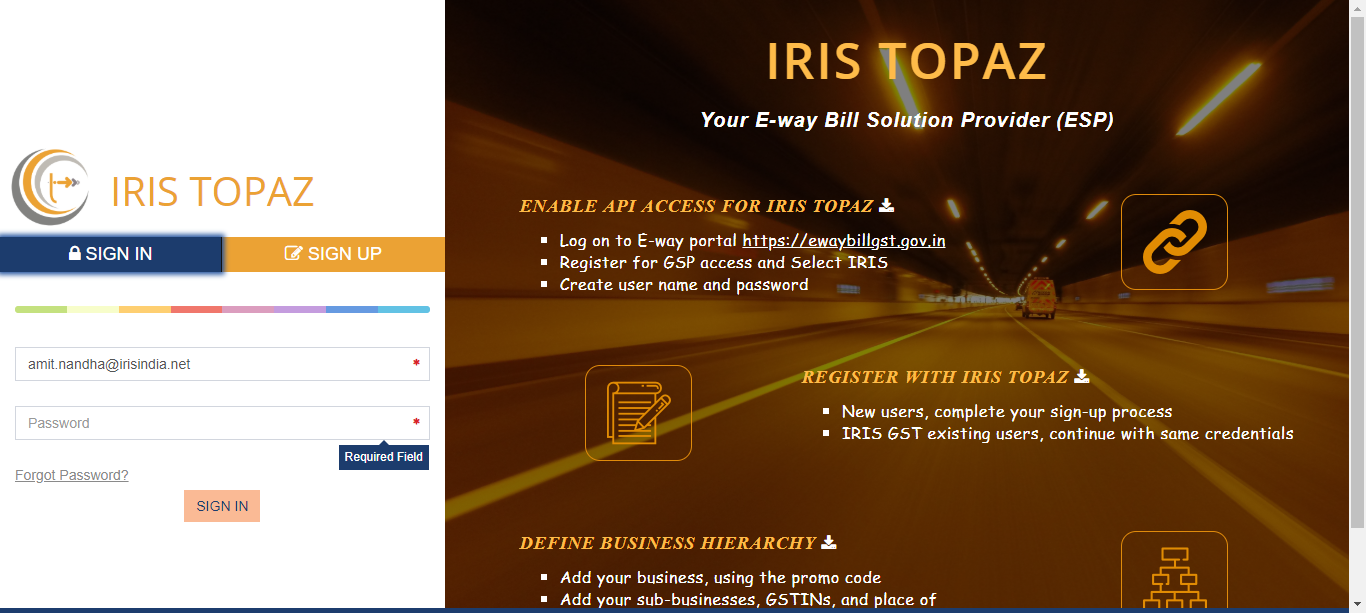 IRIS TOPAZ
SIGN IN
SIGN UP
amit.nandha@irisindia.net *
Password *
Required Field
Forgot Password?
SIGN IN
IRIS TOPAZ
Your E-way Bill Solution Provider (ESP)
ENABLE API ACCESS FOR IRIS TOPAZ
Log on to E-way portal https://ewaybillgst.gov.in
Register for GSP access and Select IRIS
Create user name and password
REGISTER WITH IRIS TOPAZ
New users, complete your sign-up process
IRIS GST existing users, continue with same credentials
DEFINE BUSINESS HIERARCHY
Add your business, using the promo code
Add your sub-businesses, GSTINs, and place of